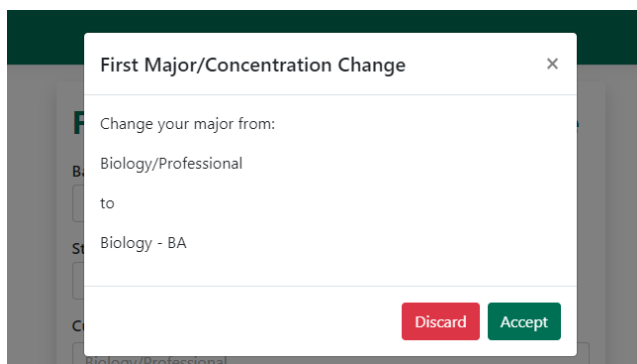 First Major/Concentration Change
×
Change your major from:
Biology/Professional
to
Biology - BA
Discard
Accept
Biology/Professional